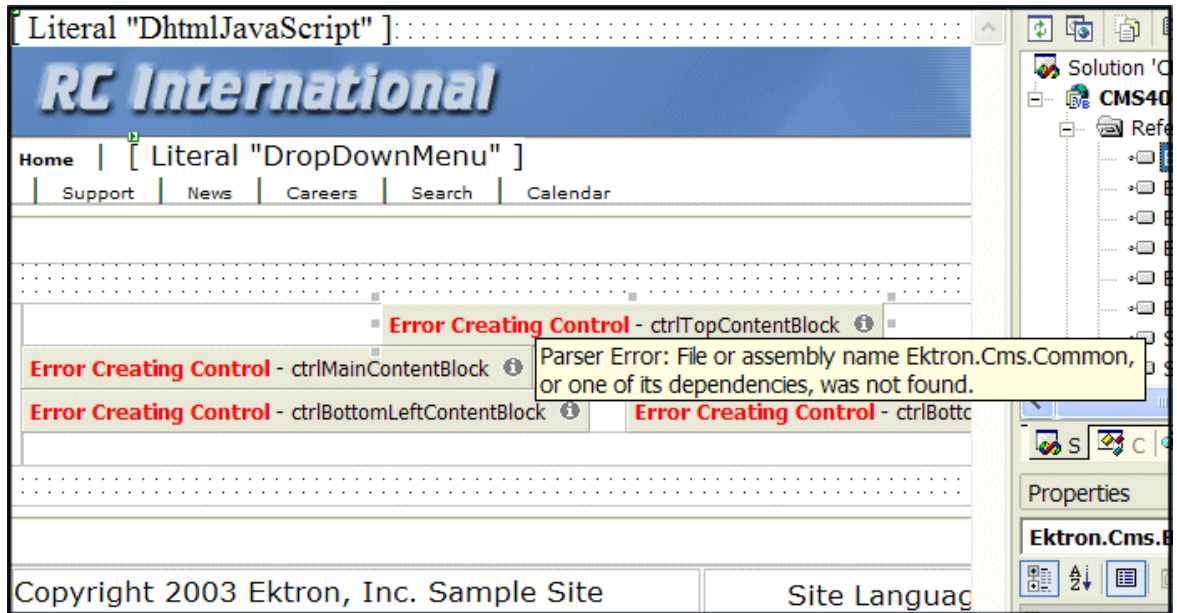 [ Literal "DhtmlJavaScript" ]
RC International
Home | [ Literal "DropDownMenu" ]
| Support | News | Careers | Search | Calendar
Error Creating Control - ctrlTopContentBlock
Parser Error: File or assembly name Ektron.Cms.Common,
or one of its dependencies, was not found.
Error Creating Control - ctrlMainContentBlock
Error Creating Control - ctrlBottomLeftContentBlock
Error Creating Control - ctrlBotto
Copyright 2003 Ektron, Inc. Sample Site
Site Languag
Solution 'C
CMS40
Refe
E
E
E
E
E
E
S
S
S
C
Properties
Ektron.Cms.